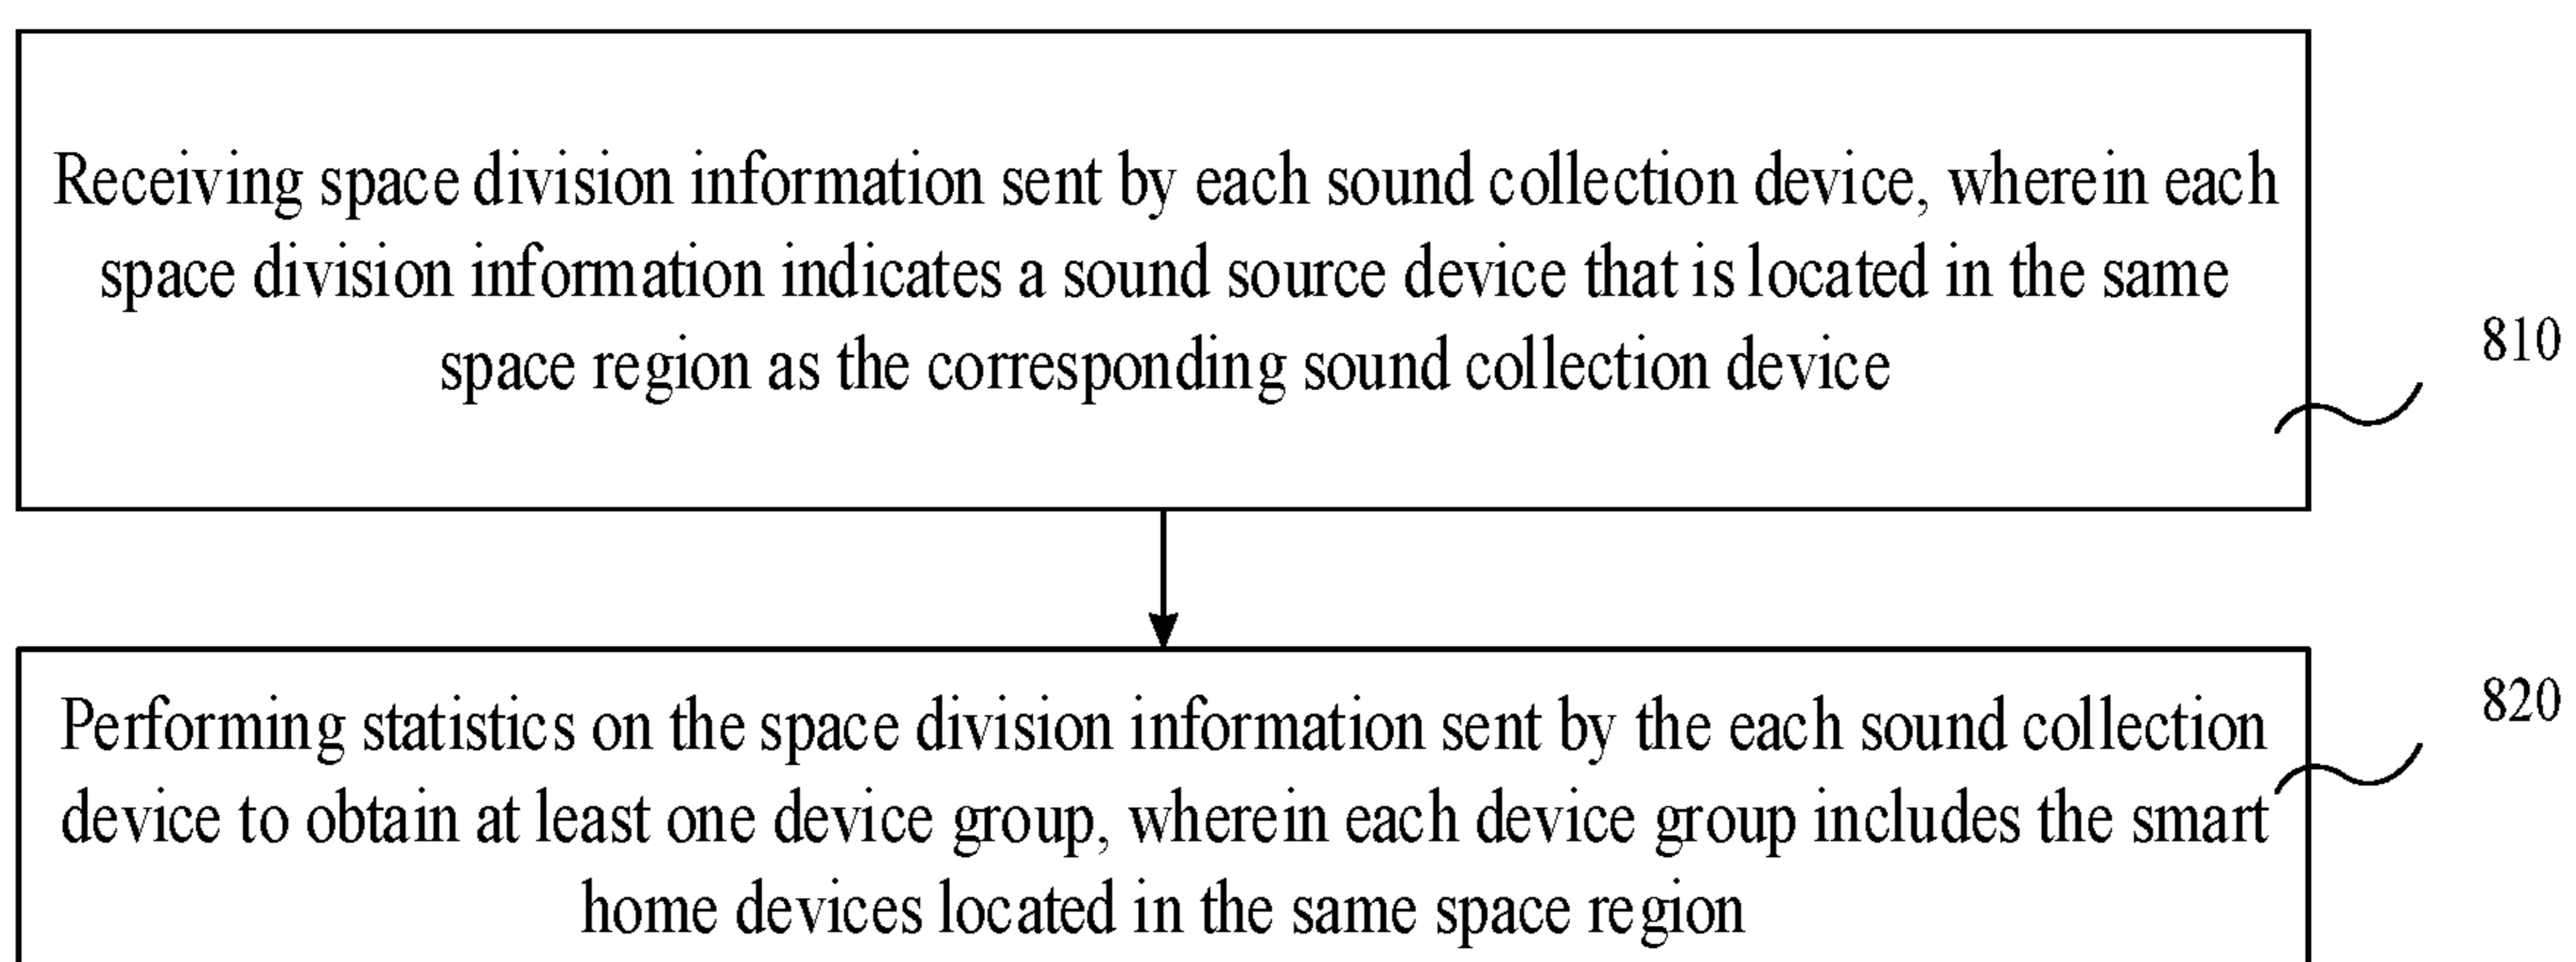 Receiving space division information sent by each sound collection device, wherein each
space division information indicates a sound source device that is located in the same
space region as the corresponding sound collection device
810
Performing statistics on the space division information sent by the each sound collection
device to obtain at least one device group, wherein each device group includes the smart
home devices located in the same space region
820